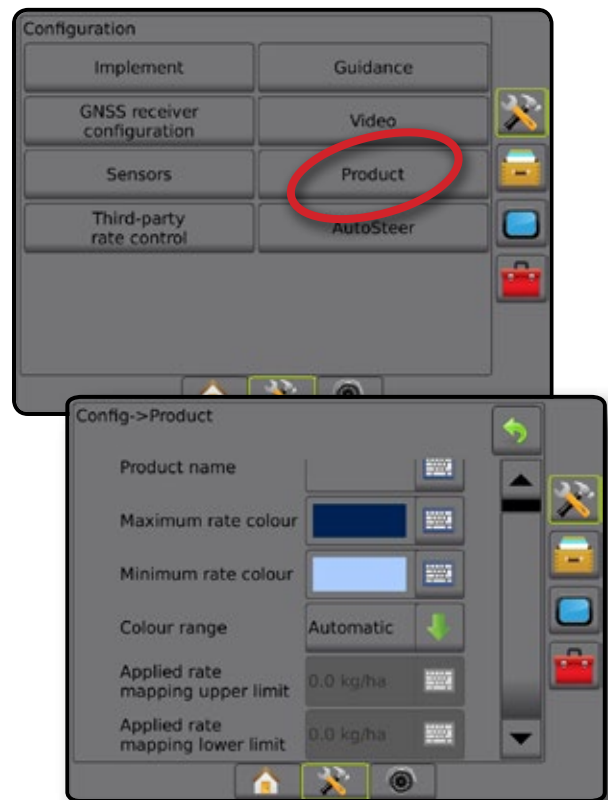 Configuration
Implement
Guidance
GNSS receiver
configuration
Video
Sensors
Product
Third-party
rate control
AutoSteer
Config->Product
Product name
Maximum rate colour
Minimum rate colour
Colour range
Automatic
Applied rate
mapping upper limit
0.0 kg/ha
Applied rate
mapping lower limit
0.0 kg/ha